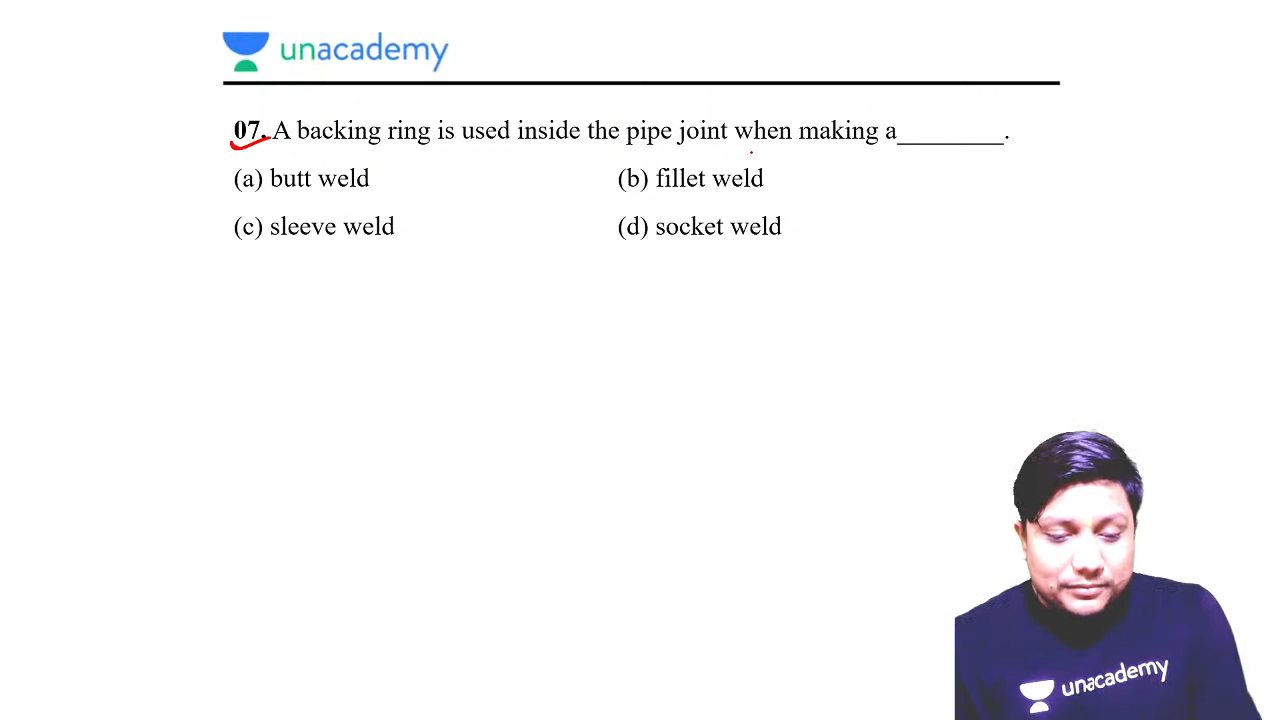 unacademy
07. A backing ring is used inside the pipe joint when making a________.
(a) butt weld (b) fillet weld
(c) sleeve weld (d) socket weld
unacademy